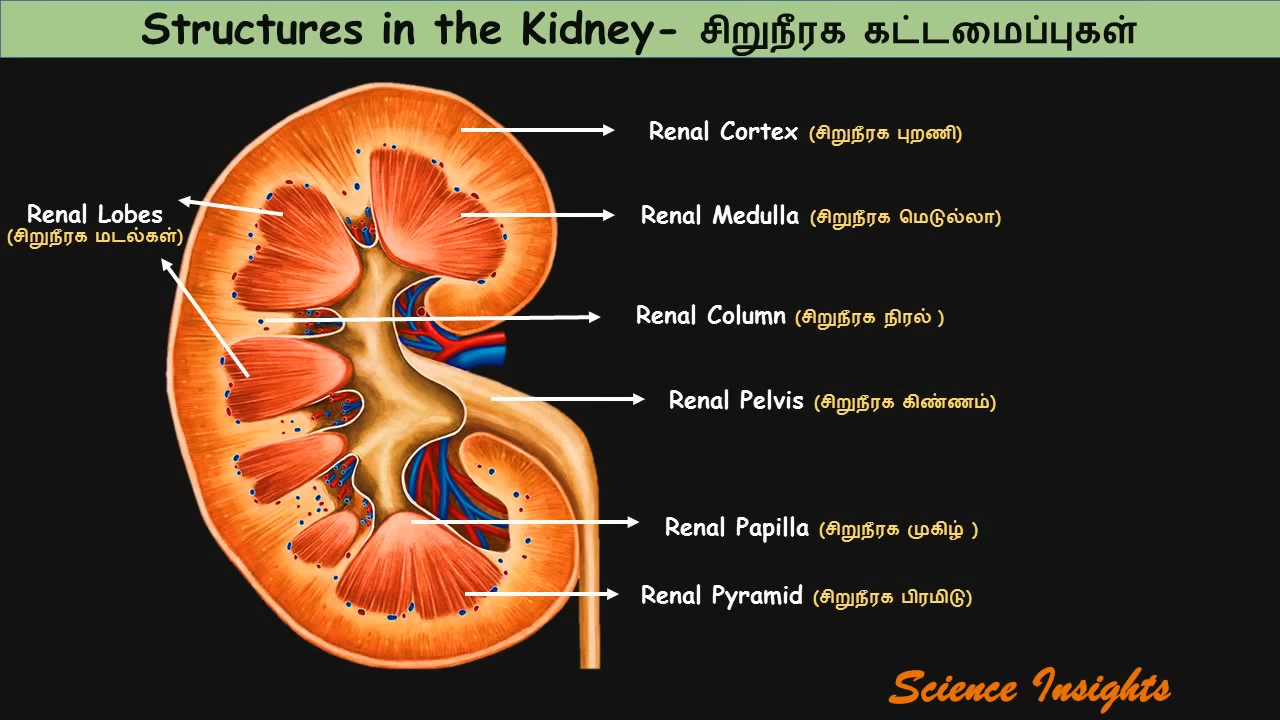 Structures in the Kidney- சிறுநீரக கட்டமைப்புகள்
Renal Cortex (சிறுநீரக புறணி)
Renal Lobes
(சிறுநீரக மடல்கள்)
Renal Medulla (சிறுநீரக மெடுல்லா)
Renal Column (சிறுநீரக நிரல் )
Renal Pelvis (சிறுநீரக கிண்ணம்)
Renal Papilla (சிறுநீரக முகிழ் )
Renal Pyramid (சிறுநீரக பிரமிடு)
Science Insights